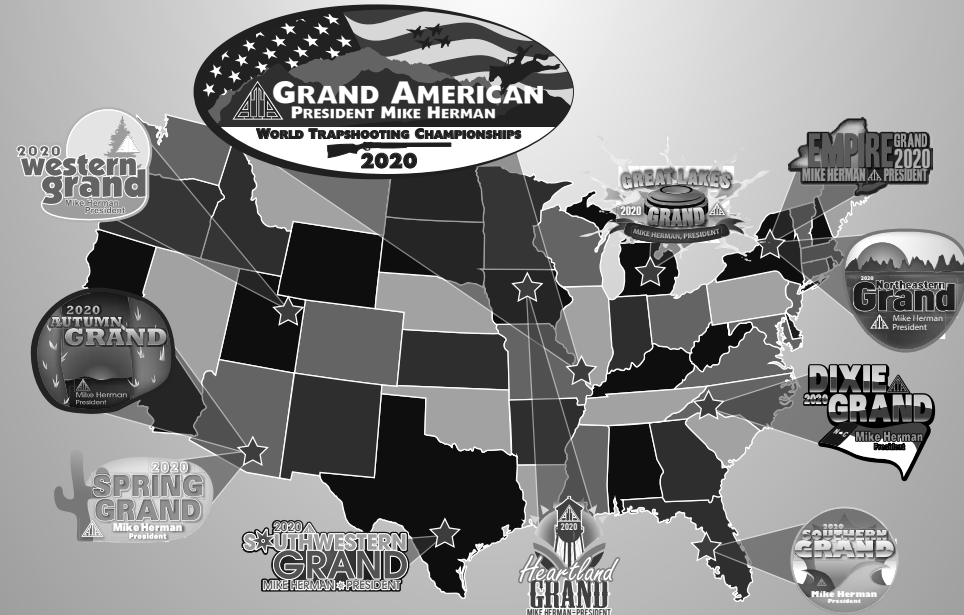 GRAND AMERICAN
PRESIDENT MIKE HERMAN
WORLD TRAPSHOOTING CHAMPIONSHIPS
2020
2020
western
grand
Mike Herman
President
GREAT LAKES
2020 GRAND
MIKE HERMAN, PRESIDENT
EMPIRE GRAND
2020
MIKE HERMAN PRESIDENT
2020
Northeastern
Grand
Mike Herman
President
2020
AUTUMN
GRAND
Mike Herman
President
DIXIE
2020 GRAND
Mike Herman
President
2020
SPRING
GRAND
Mike Herman
President
2020
SOUTHWESTERN
GRAND
MIKE HERMAN PRESIDENT
2020
Heartland
GRAND
MIKE HERMAN-PRESIDENT
2020
SOUTHERN
GRAND
Mike Herman
President